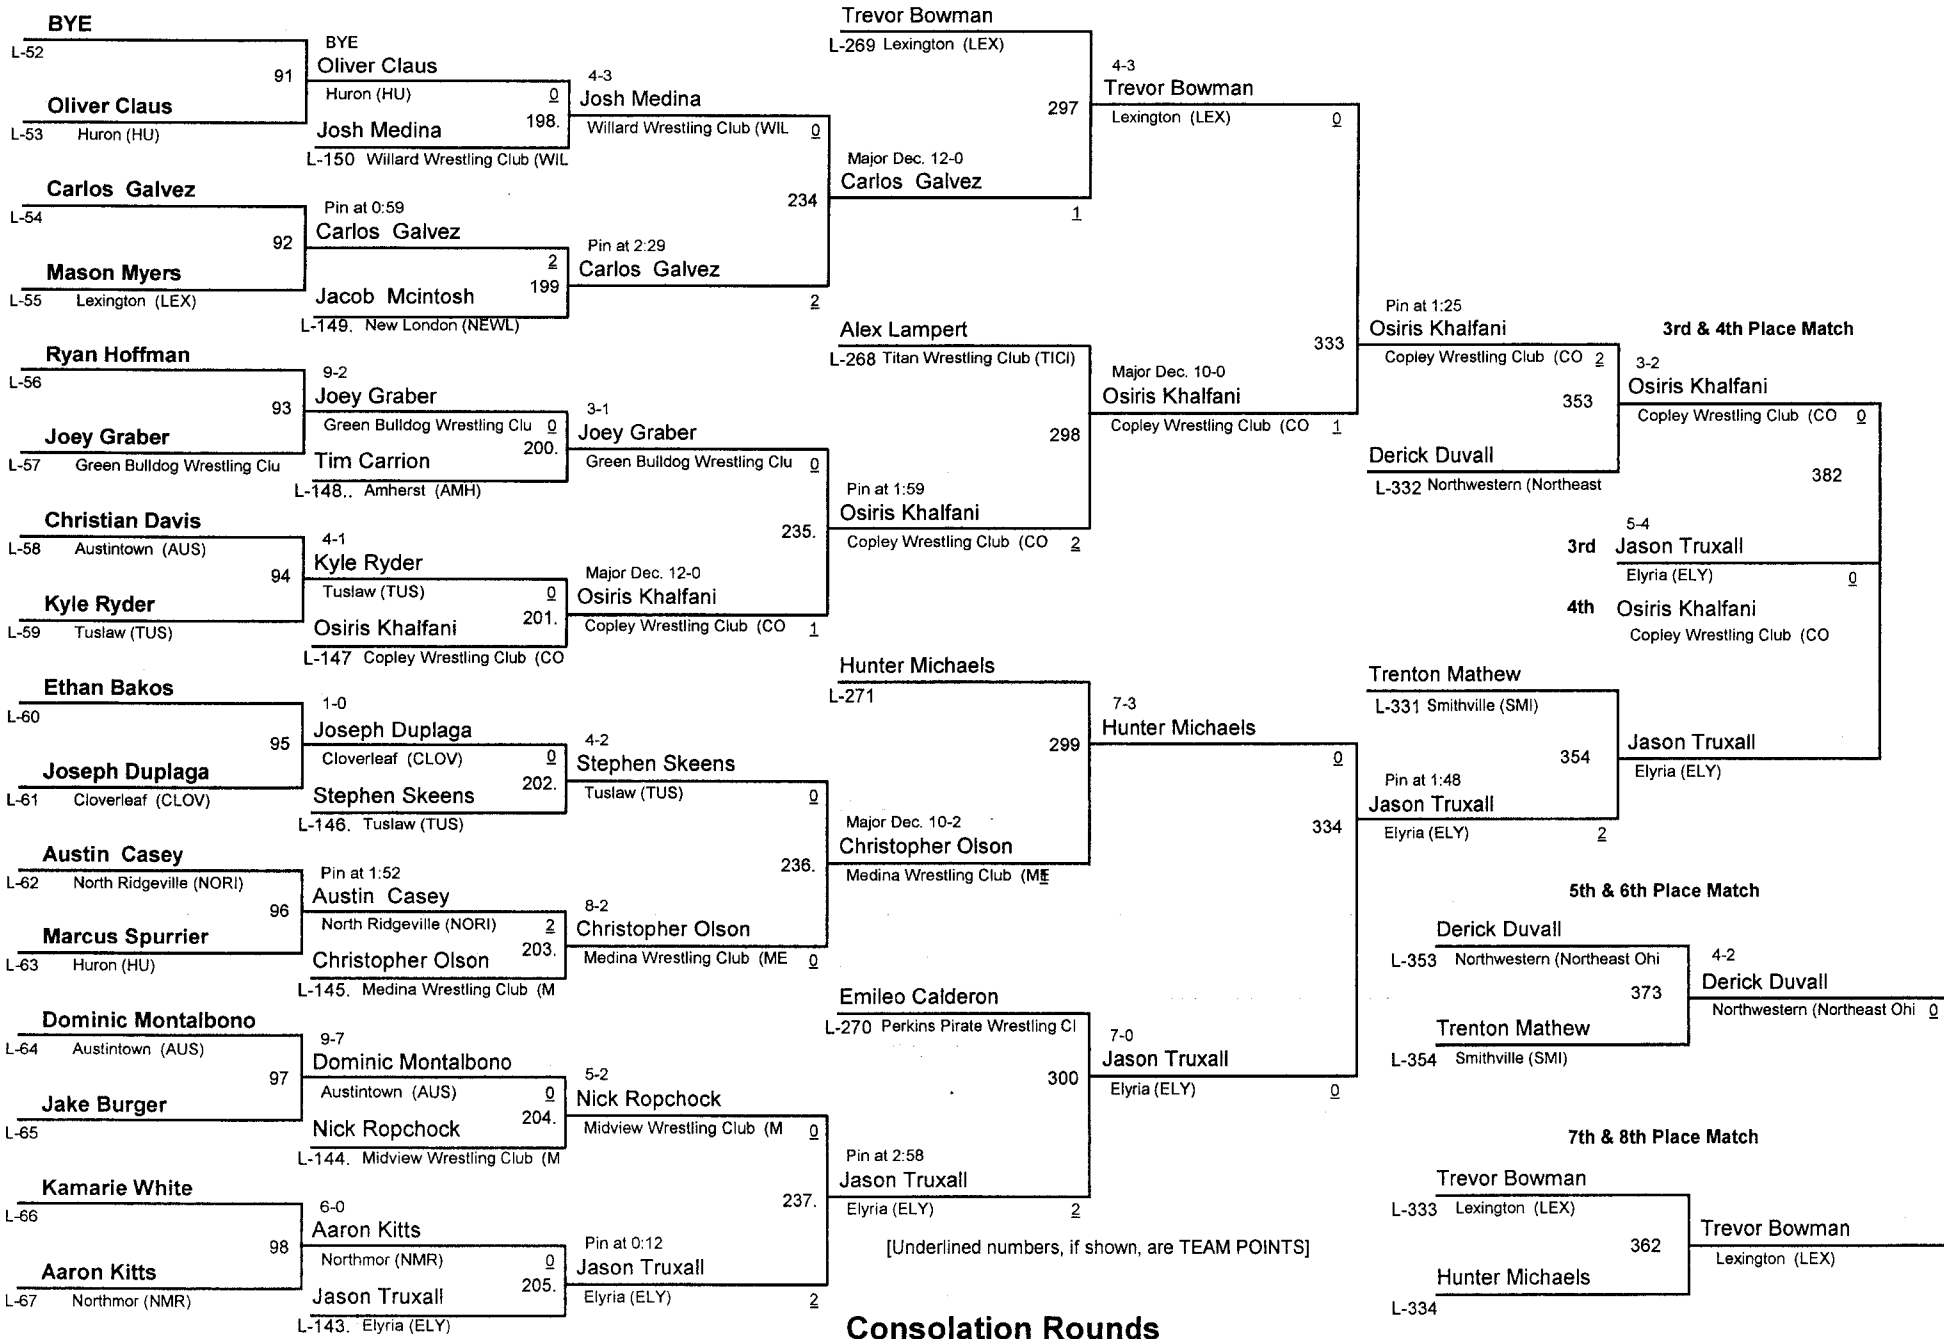 BYE
L-52
91
Oliver Claus
L-53 Huron (HU)
Carlos Galvez
L-54
92
Mason Myers
L-55 Lexington (LEX)
Ryan Hoffman
L-56
93
Joey Graber
L-57 Green Bulldog Wrestling Clu
Christian Davis
L-58 Austintown (AUS)
94
Kyle Ryder
L-59 Tuslaw (TUS)
Ethan Bakos
L-60
95
Joseph Duplaga
L-61 Cloverleaf (CLOV)
Austin Casey
L-62 North Ridgeville (NORI)
96
Marcus Spurrier
L-63 Huron (HU)
Dominic Montalbono
L-64 Austintown (AUS)
97
Jake Burger
L-65
Kamarie White
L-66
98
Aaron Kitts
L-67 Northmor (NMR)
BYE
Oliver Claus
Huron (HU) 0
198.
Josh Medina
L-150 Willard Wrestling Club (WIL
Pin at 0:59
Carlos Galvez
2
199
Jacob Mcintosh
L-149. New London (NEWL)
9-2
Joey Graber
Green Bulldog Wrestling Clu 0
200.
Tim Carrion
L-148.. Amherst (AMH)
4-1
Kyle Ryder
Tuslaw (TUS) 0
201.
Osiris Khalfani
L-147 Copley Wrestling Club (CO
1-0
Joseph Duplaga
Cloverleaf (CLOV) 0
202.
Stephen Skeens
L-146. Tuslaw (TUS)
Pin at 1:52
Austin Casey
North Ridgeville (NORI) 2
203.
Christopher Olson
L-145. Medina Wrestling Club (M
9-7
Dominic Montalbono
Austintown (AUS) 0
204.
Nick Ropchock
L-144. Midview Wrestling Club (M
6-0
Aaron Kitts
Northmor (NMR) 0
205.
Jason Truxall
L-143. Elyria (ELY)
4-3
Josh Medina
Willard Wrestling Club (WIL 0
234
Pin at 2:29
Carlos Galvez
2
3-1
Joey Graber
Green Bulldog Wrestling Clu 0
235.
Major Dec. 12-0
Osiris Khalfani
Copley Wrestling Club (CO 1
4-2
Stephen Skeens
Tuslaw (TUS) 0
236.
8-2
Christopher Olson
Medina Wrestling Club (ME 0
5-2
Nick Ropchock
Midview Wrestling Club (M 0
237.
Pin at 0:12
Jason Truxall
Elyria (ELY) 2
Trevor Bowman
L-269 Lexington (LEX)
297
Major Dec. 12-0
Carlos Galvez
1
Alex Lampert
L-268 Titan Wrestling Club (TICI)
298
Pin at 1:59
Osiris Khalfani
Copley Wrestling Club (CO 2
Hunter Michaels
L-271
299
Major Dec. 10-2
Christopher Olson
Medina Wrestling Club
Emileo Calderon
L-270 Perkins Pirate Wrestling Cl
300
Pin at 2:58
Jason Truxall
Elyria (ELY) 2
[Underlined numbers, if shown, are TEAM POINTS]
Consolation Rounds
4-3
Trevor Bowman
Lexington (LEX) 0
333
Major Dec. 10-0
Osiris Khalfani
Copley Wrestling Club (CO 1
7-3
Hunter Michaels
0
334
7-0
Jason Truxall
Elyria (ELY) 0
Pin at 1:25
Osiris Khalfani
Copley Wrestling Club (CO 2
353
Derick Duvall
L-332 Northwestern (Northeast
Trenton Mathew
L-331 Smithville (SMI)
354
Pin at 1:48
Jason Truxall
Elyria (ELY) 2
3rd & 4th Place Match
3-2
Osiris Khalfani
Copley Wrestling Club (CO 0
382
5-4
3rd Jason Truxall
Elyria (ELY) 0
4th Osiris Khalfani
Copley Wrestling Club (CO
Jason Truxall
Elyria (ELY)
5th & 6th Place Match
Derick Duvall
L-353 Northwestern (Northeast Ohi
373
Trenton Mathew
L-354 Smithville (SMI)
4-2
Derick Duvall
Northwestern (Northeast Ohi 0
7th & 8th Place Match
Trevor Bowman
L-333 Lexington (LEX)
362
Hunter Michaels
L-334
Trevor Bowman
Lexington (LEX)